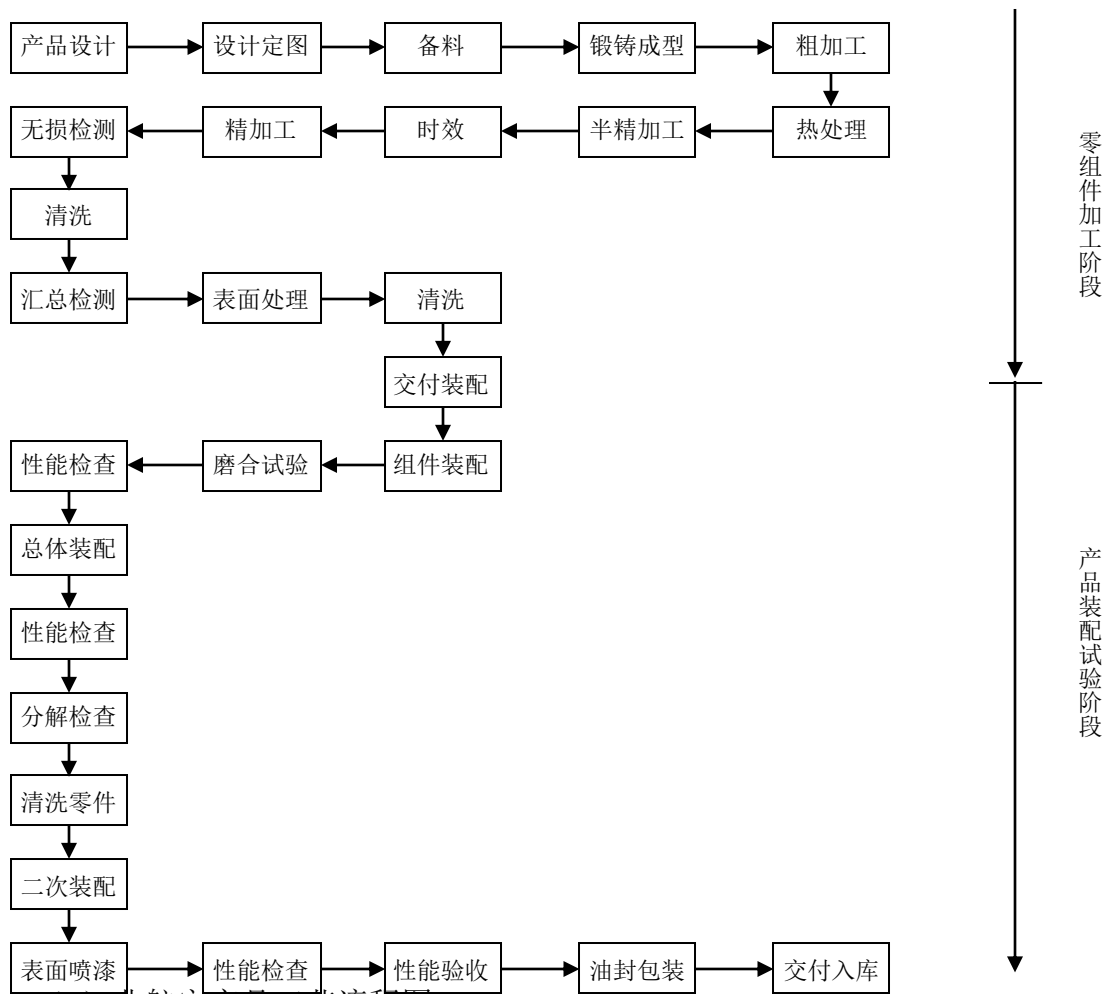 产品设计
设计定图
备料
锻铸成型
粗加工
热处理
半精加工
时效
精加工
无损检测
清洗
汇总检测
表面处理
清洗
交付装配
组件装配
磨合试验
性能检查
总体装配
性能检查
分解检查
清洗零件
二次装配
表面喷漆
性能检查
性能验收
油封包装
交付入库
零组件加工阶段
产品装配试验阶段